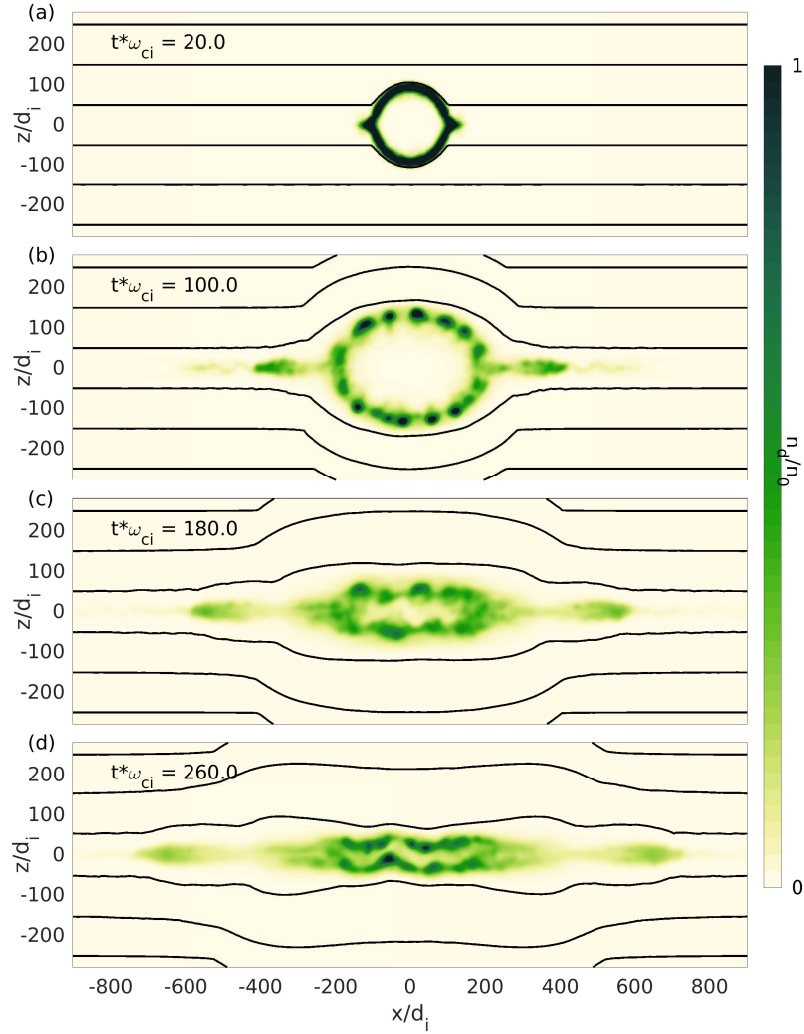 (a)
t*ω_ci = 20.0
200
100
0
-100
-200
z/d_i
(b)
t*ω_ci = 100.0
200
100
0
-100
-200
z/d_i
(c)
t*ω_ci = 180.0
200
100
0
-100
-200
z/d_i
(d)
t*ω_ci = 260.0
200
100
0
-100
-200
z/d_i
-800 -600 -400 -200 0 200 400 600 800
x/d_i
1
n_d/n_0
0